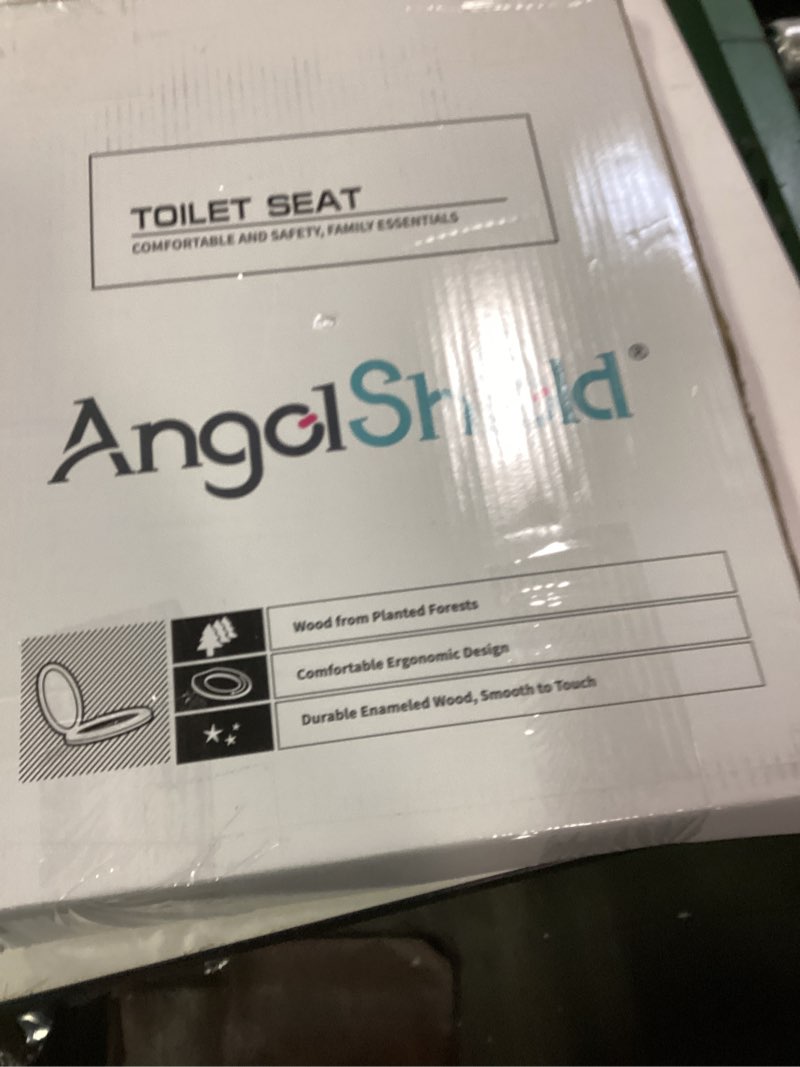 TOILET SEAT
COMFORTABLE AND SAFETY, FAMILY ESSENTIALS
AngelShield®
Wood from Planted Forests
Comfortable Ergonomic Design
Durable Enameled Wood, Smooth to Touch